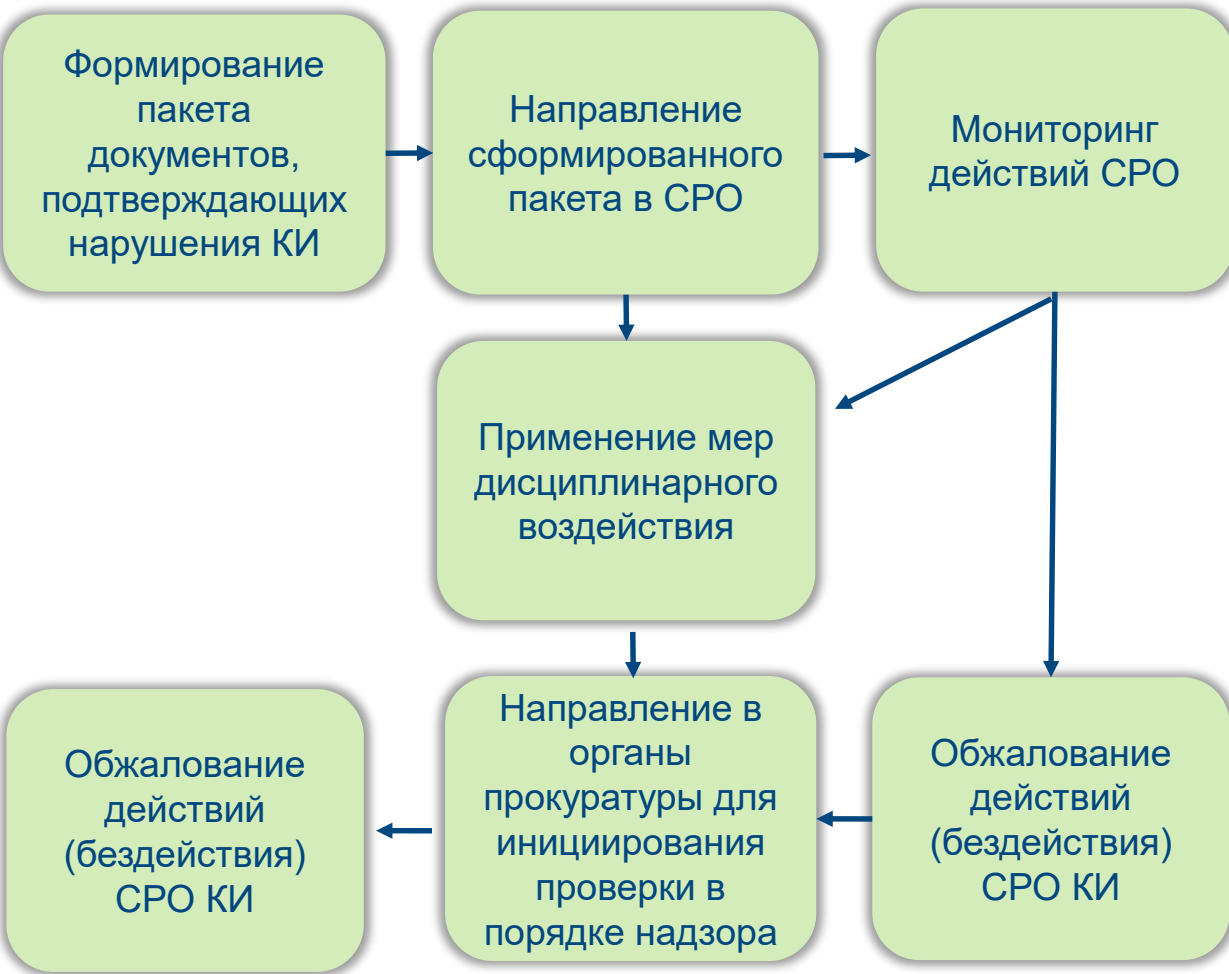 Формирование
пакета
документов,
подтверждающих
нарушения КИ
Направление
сформированного
пакета в СРО
Мониторинг
действий СРО
Применение мер
дисциплинарного
воздействия
Обжалование
действий
(бездействия)
СРО КИ
Направление в
органы
прокуратуры для
инициирования
проверки в
порядке надзора
Обжалование
действий
(бездействия)
СРО КИ